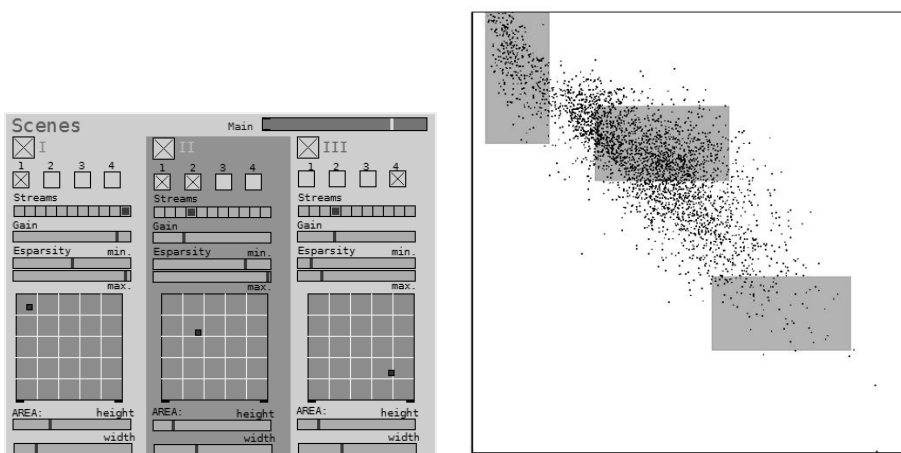 Scenes
Main
I
II
III
1 2 3 4
1 2 3 4
1 2 3 4
Streams
Streams
Streams
Gain
Gain
Gain
Esparsity min.
Esparsity min.
Esparsity min.
max.
max.
max.
AREA: height
AREA: height
AREA: height
width
width
width